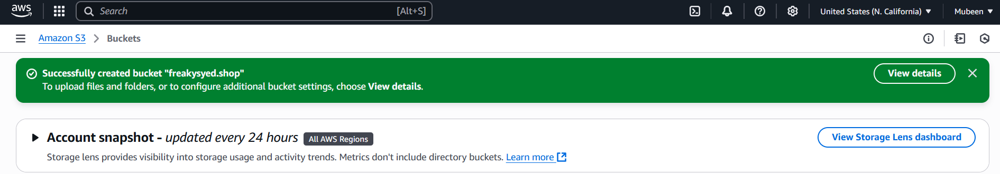 aws
Search [Alt+S]
United States (N. California) Mubeen
Amazon S3 Buckets
Successfully created bucket "freakysyed.shop"
To upload files and folders, or to configure additional bucket settings, choose View details.
View details
Account snapshot - updated every 24 hours All AWS Regions
Storage lens provides visibility into storage usage and activity trends. Metrics don't include directory buckets. Learn more
View Storage Lens dashboard